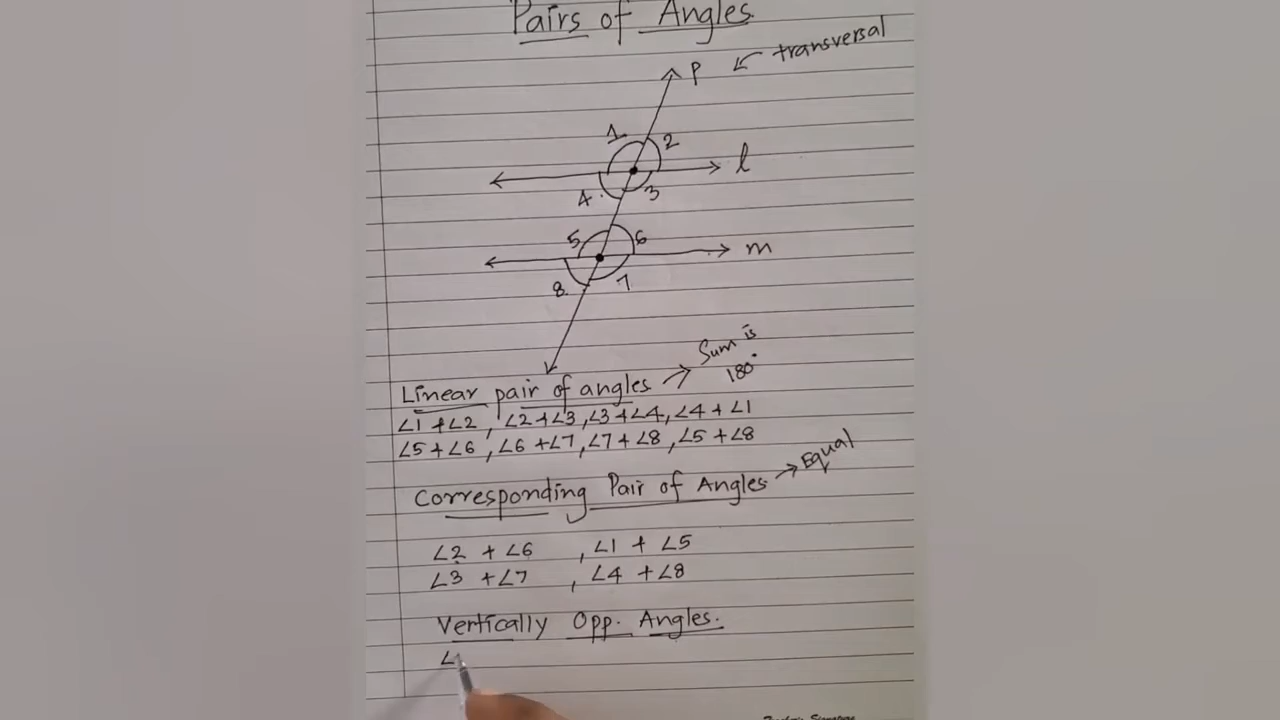 Pairs of Angles
P ↙ transversal
1 2
l
4 3
5 6
m
8 7
Linear pair of angles → Sum is 180°
∠1 + ∠2 , ∠2 + ∠3 , ∠3 + ∠4 , ∠4 + ∠1
∠5 + ∠6 , ∠6 + ∠7 , ∠7 + ∠8 , ∠5 + ∠8
Corresponding Pair of Angles → Equal
∠2 + ∠6 , ∠1 + ∠5
∠3 + ∠7 , ∠4 + ∠8
Vertically Opp. Angles.
∠